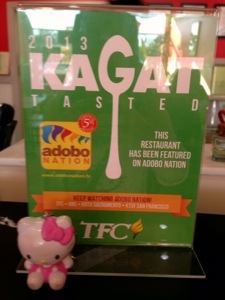 2013
KAGAT
TASTED
adobo
NATION
THIS
RESTAURANT
HAS BEEN FEATURED
ON ADOBO NATION
KEEP WATCHING ADOBO NATION!
TFC